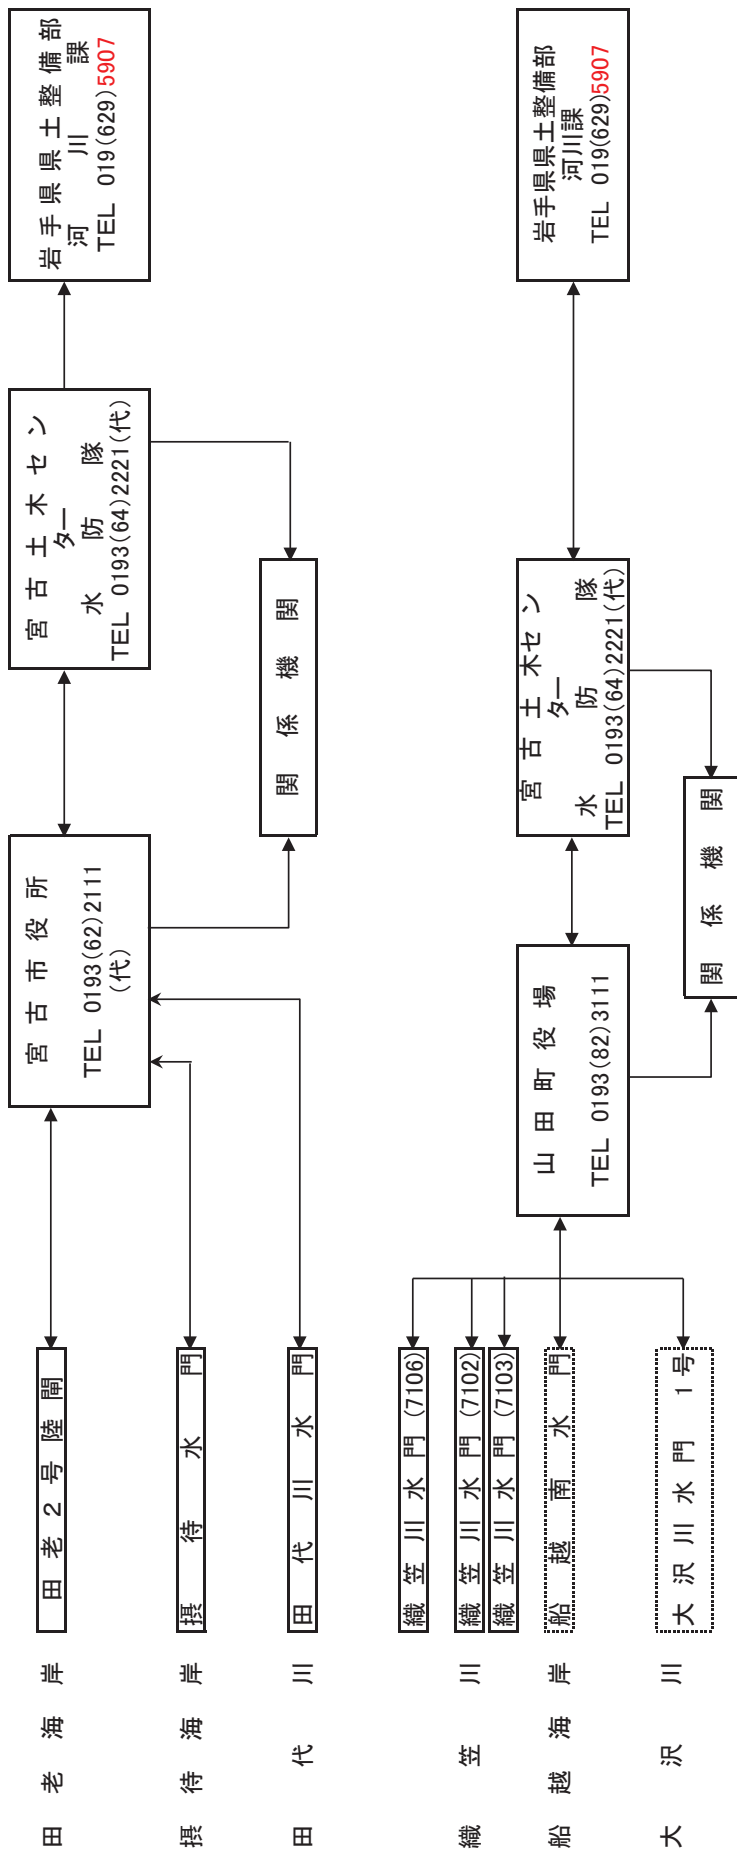 田老海岸
田老２号陸閘
宮古市役所
TEL 0193(62)2111
(代)
宮古土木セン
ター
水防隊
TEL 0193(64)2221(代)
岩手県県土整備部
河川課
TEL 019(629)5907
摂待海岸
摂待水門
田代川
田代川水門
関係機関
織笠川
織笠川水門(7106)
織笠川水門(7102)
織笠川水門(7103)
船越海岸
船越南水門
大沢川
大沢川水門 1号
山田町役場
TEL 0193(82)3111
宮古土木セン
ター
水防隊
TEL 0193(64)2221(代)
岩手県県土整備部
河川課
TEL 019(629)5907
関係機関